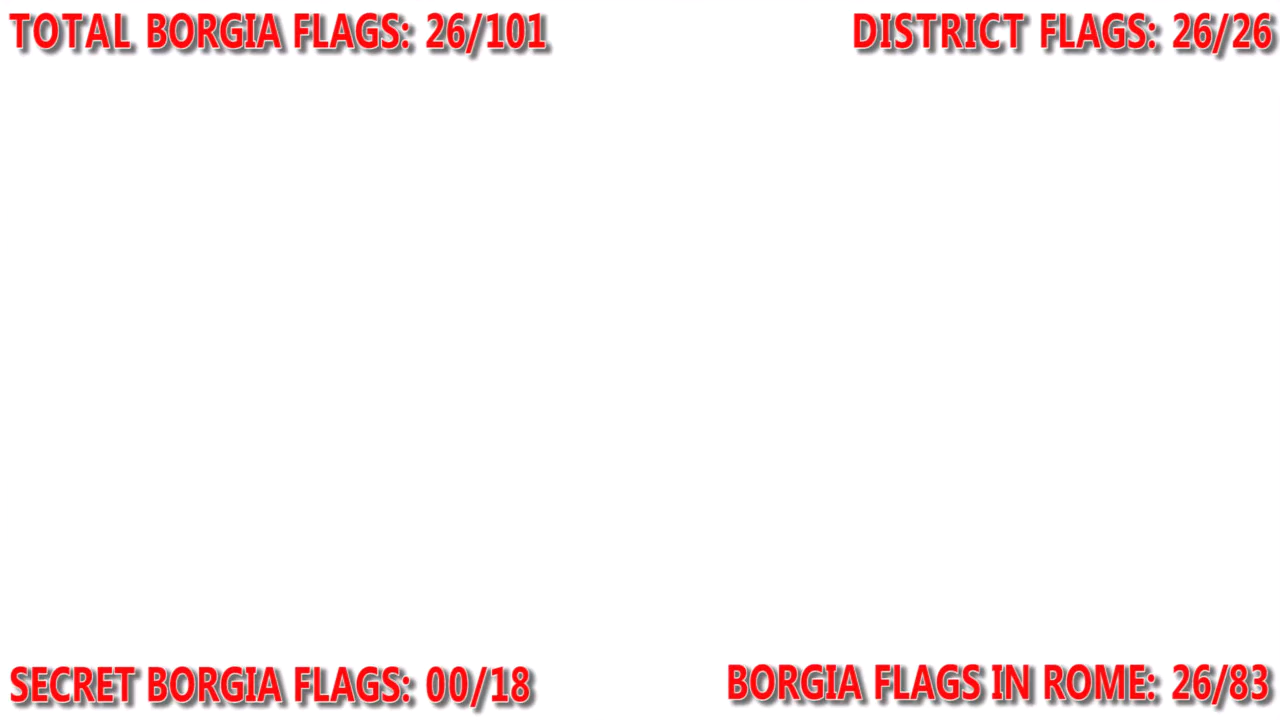 TOTAL BORGIA FLAGS: 26/101
DISTRICT FLAGS: 26/26
SECRET BORGIA FLAGS: 00/18
BORGIA FLAGS IN ROME: 26/83